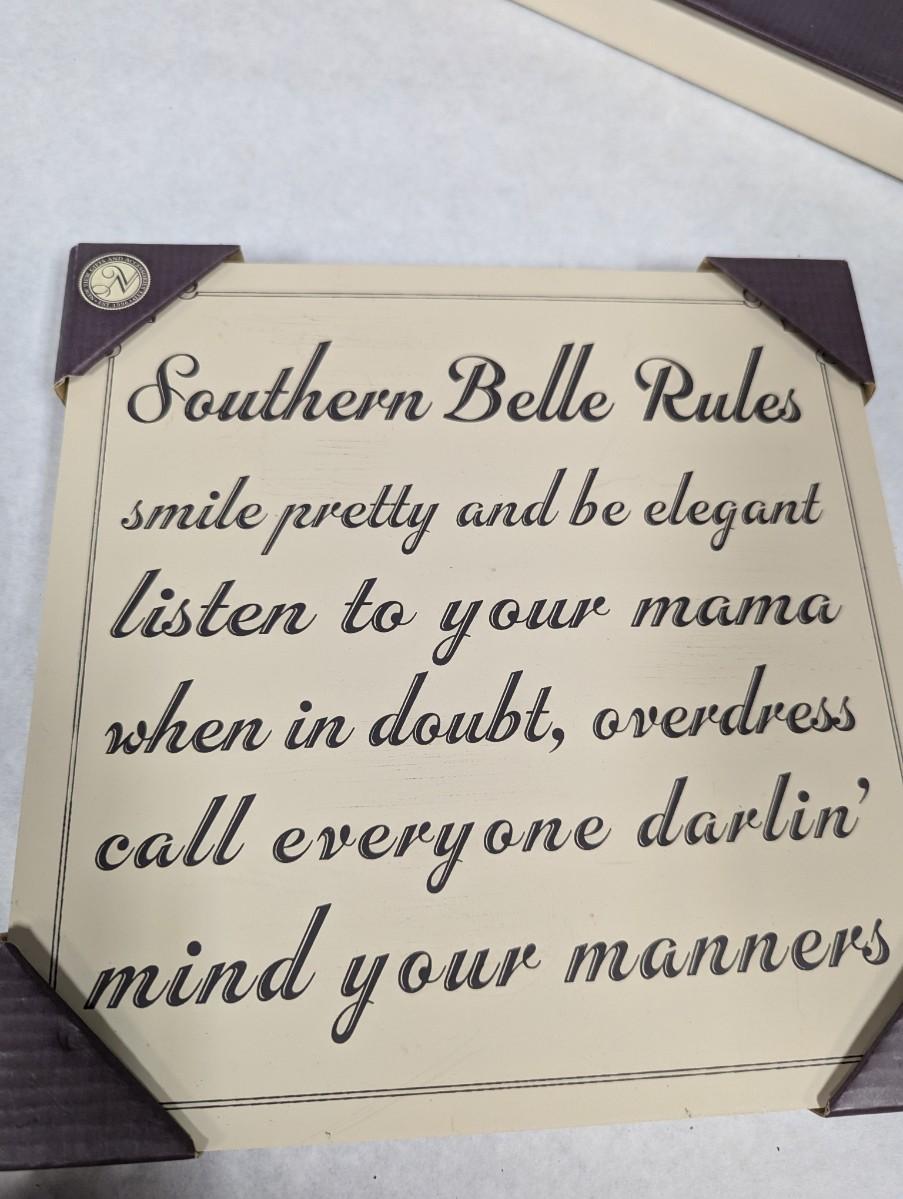 Southern Belle Rules
smile pretty and be elegant
listen to your mama
when in doubt, overdress
call everyone darlin'
mind your manners